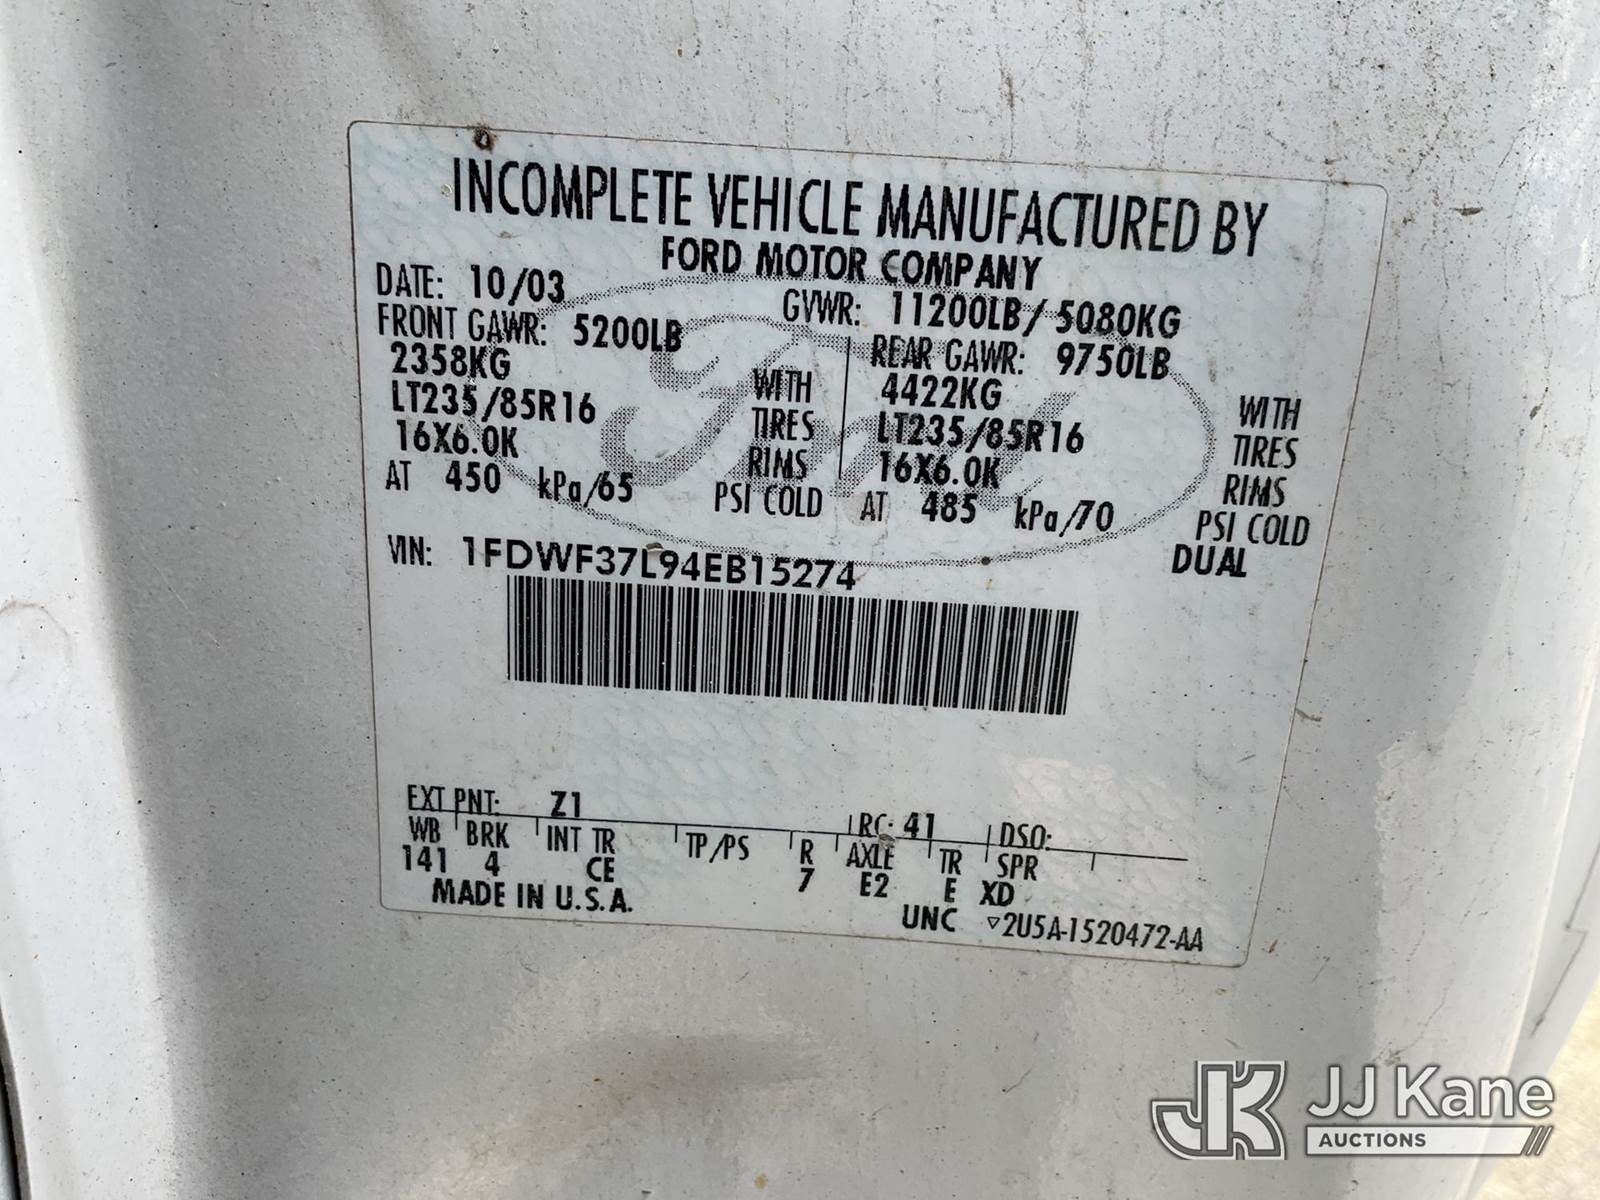 INCOMPLETE VEHICLE MANUFACTURED BY
FORD MOTOR COMPANY
DATE: 10/03 GVWR: 11200LB/ 5080KG
FRONT GAWR: 5200LB REAR GAWR: 9750LB
2358KG WITH 4422KG WITH
LT235/85R16 TIRES LT235/85R16 TIRES
16X6.0K RIMS 16X6.0K RIMS
AT 450 kPa/65 PSI COLD AT 485 kPa/70 PSI COLD
DUAL
VIN: 1FDWF37L94EB15274
EXT PNT: Z1 RC: 41 DSO:
WB BRK INT TR TP/PS R AXLE TR SPR
141 4 CE 7 E2 E XD
MADE IN U.S.A.
UNC ▿2U5A-1520472-AA
JK JJ Kane
AUCTIONS